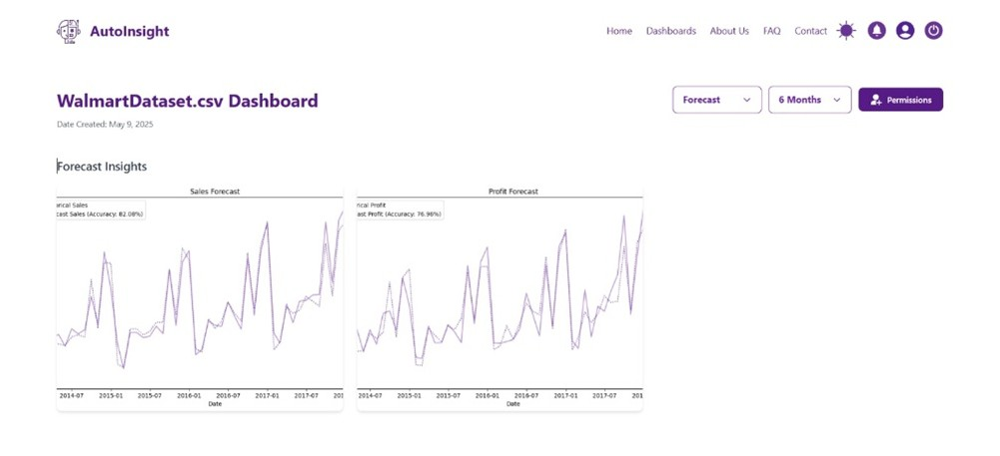 AutoInsight
Home Dashboards About Us FAQ Contact
WalmartDataset.csv Dashboard
Forecast 6 Months Permissions
Date Created: May 9, 2025
Forecast Insights
Sales Forecast
rical Sales
cast Sales (Accuracy: 82.08%)
2014-07 2015-01 2015-07 2016-01 2016-07 2017-01 2017-07 201
Date
Profit Forecast
rical Profit
ast Profit (Accuracy: 76.96%)
2014-07 2015-01 2015-07 2016-01 2016-07 2017-01 2017-07 201
Date